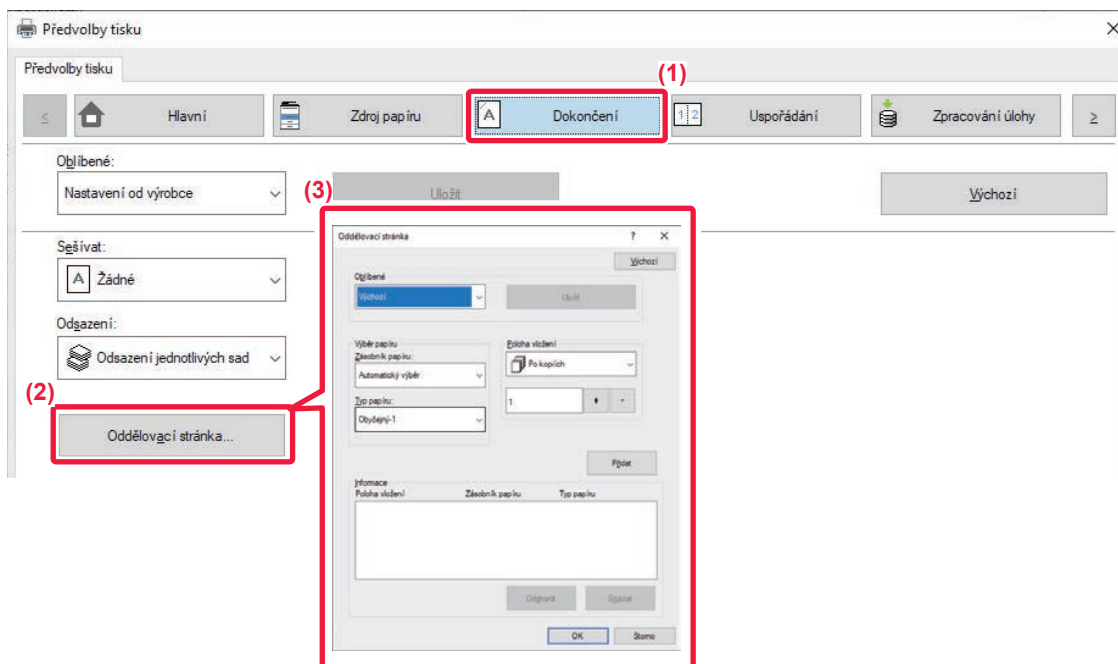 Předvolby tisku
Předvolby tisku
(1)
Hlavní
Zdroj papíru
Dokončení
Uspořádání
Zpracování úlohy
Oblíbené:
Nastavení od výrobce
(3)
Uložit
Výchozí
Sešívat:
Žádné
Odsazení:
Odsazení jednotlivých sad
(2)
Oddělovací stránka...
Oddělovací stránka
Výchozí
Oblíbené
Výchozí
Uložit
Výběr papíru
Zásobník papíru:
Automatický výběr
Typ papíru:
Obyčejný-1
Poloha vložení
Po kopiích
1
Přidat
Informace
Poloha vložení Zásobník papíru Typ papíru
Odstranit
Smazat
OK
Storno